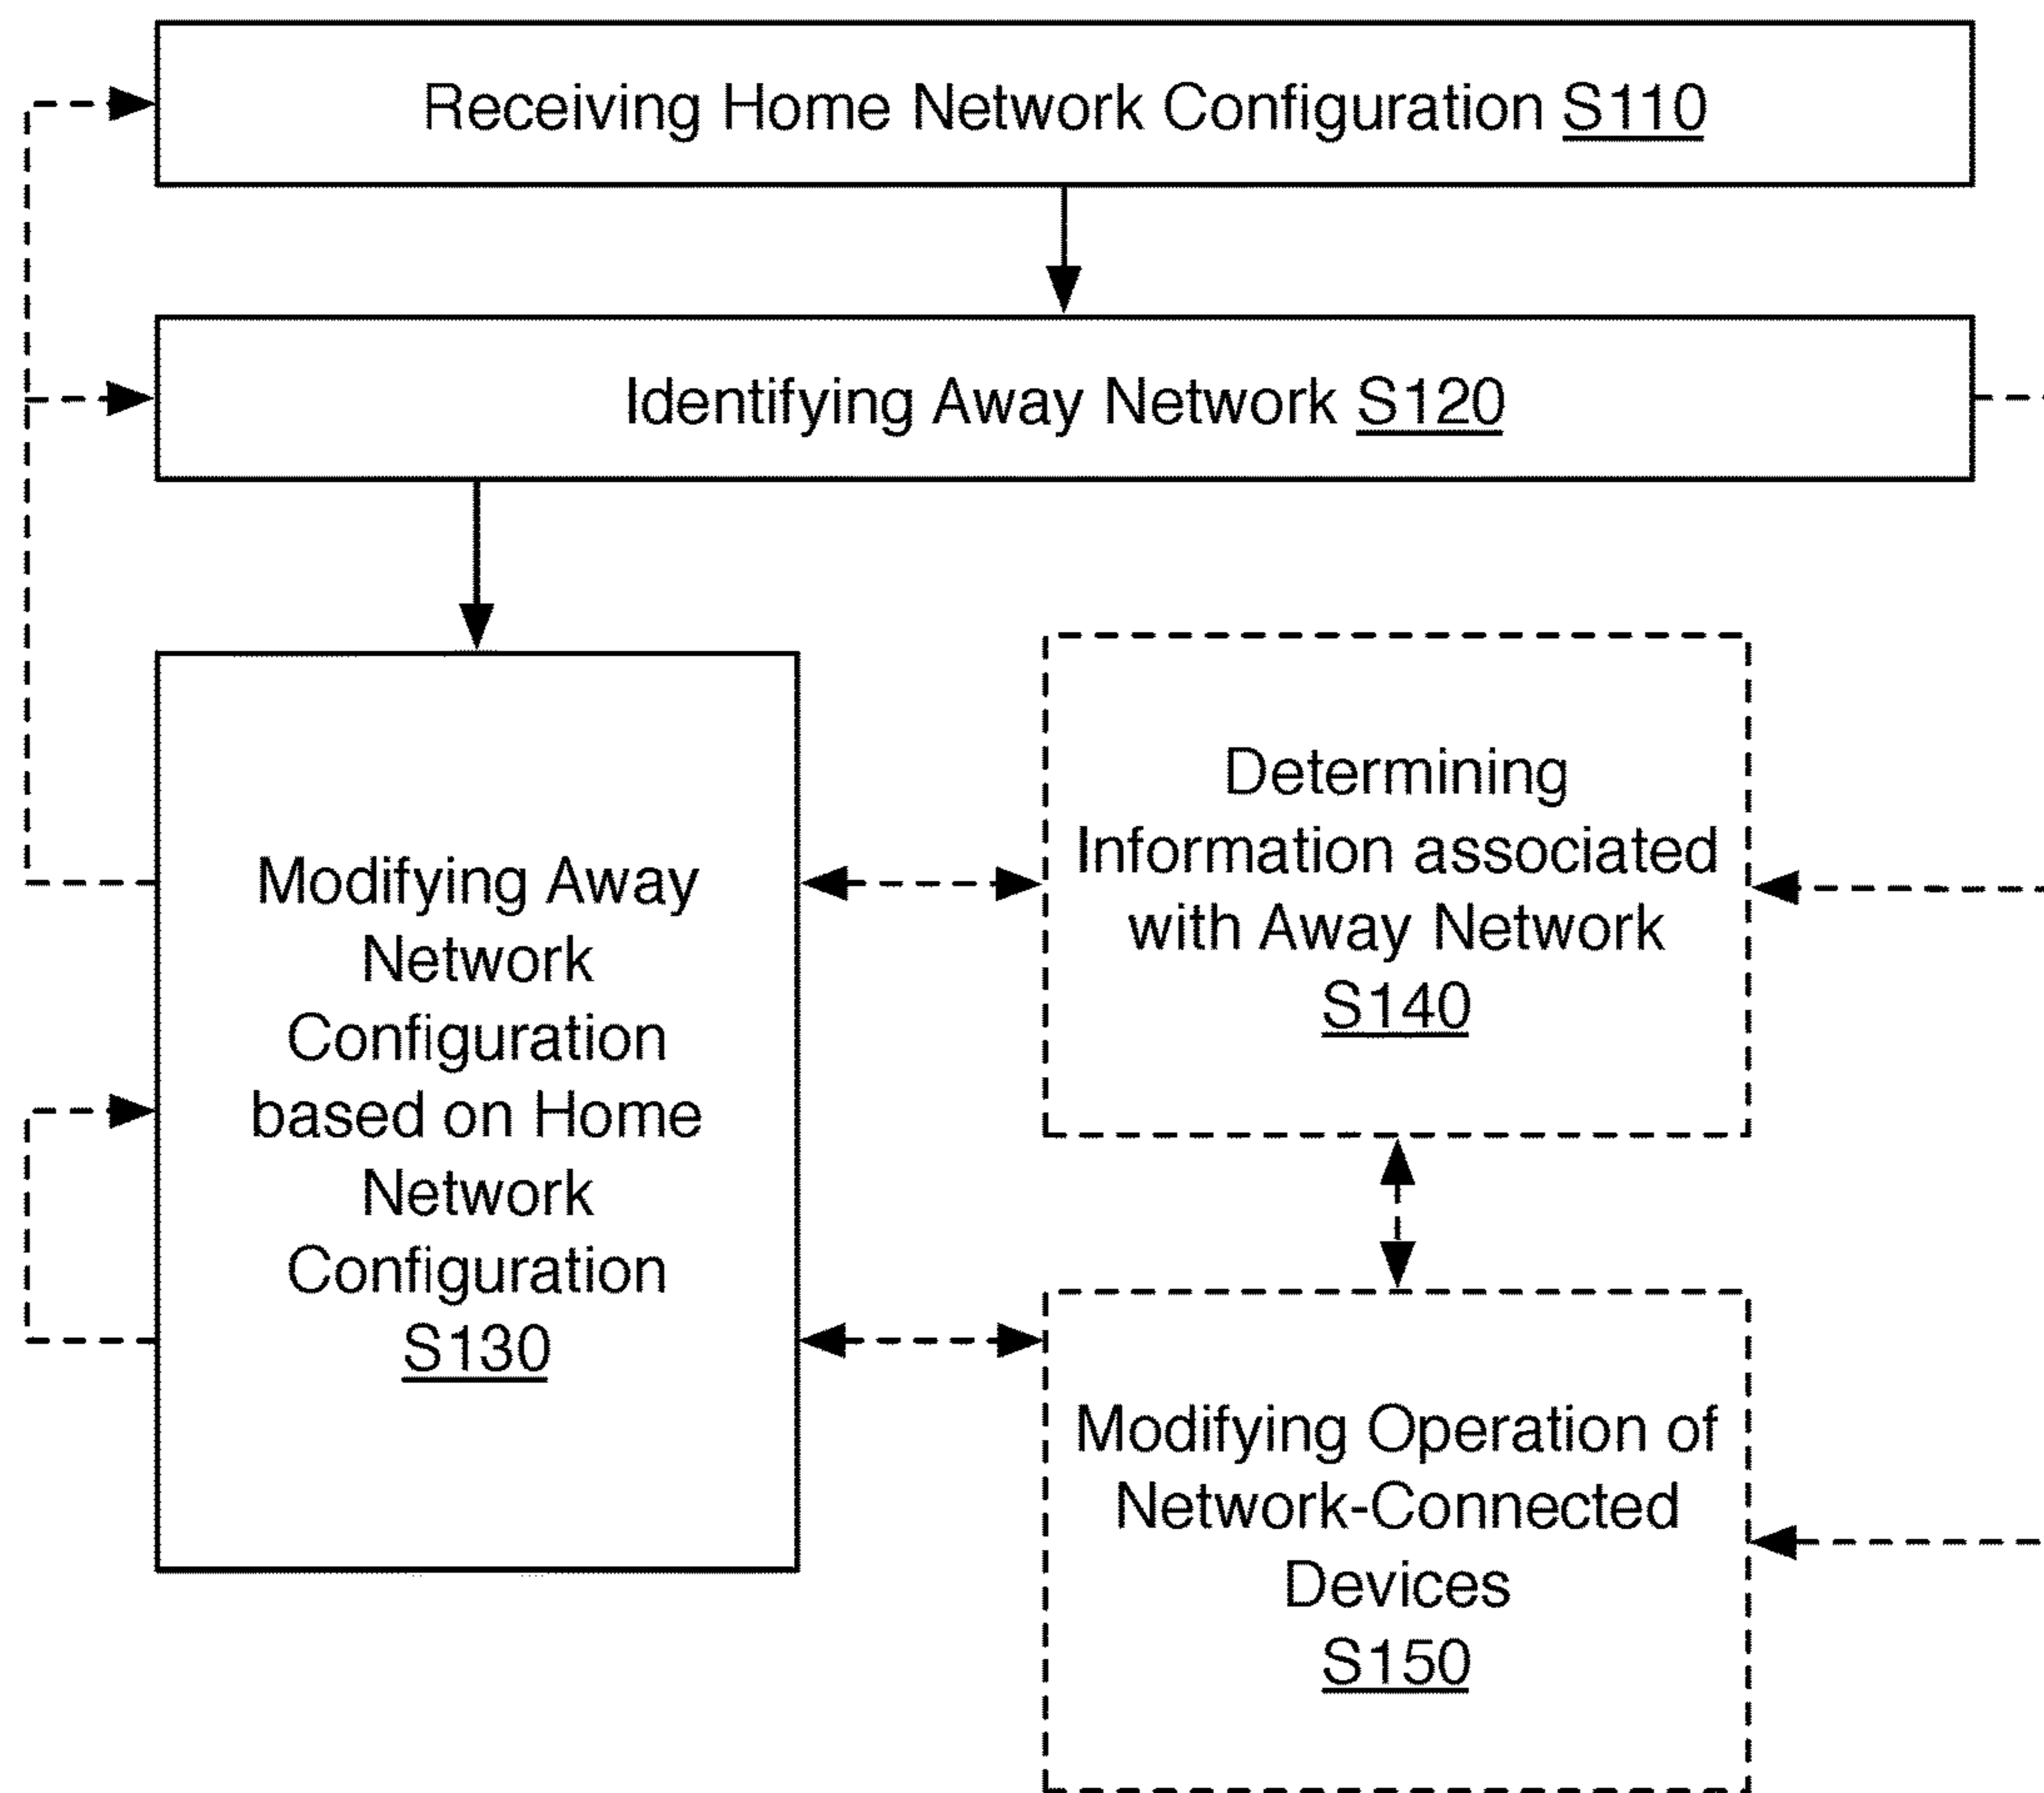 Receiving Home Network Configuration S110
Identifying Away Network S120
Modifying Away
Network
Configuration
based on Home
Network
Configuration
S130
Determining
Information associated
with Away Network
S140
Modifying Operation of
Network-Connected
Devices
S150